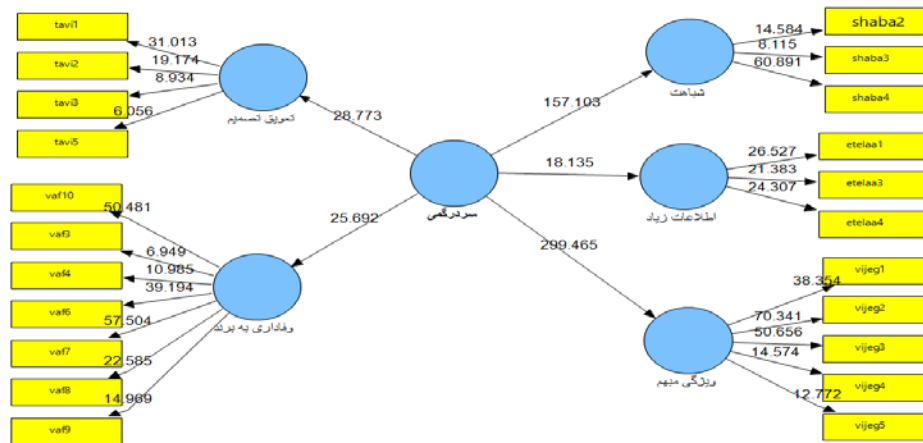 tavi1
tavi2
tavi3
tavi5
31.013
19.174
8.934
6.056
تعویق تصمیم
28.773
vaf10
vaf3
vaf4
vaf6
vaf7
vaf8
vaf9
50.481
6.949
10.985
39.194
57.504
22.585
14.969
وفاداری به برند
25.692
سردرگمی
157.103
18.135
299.465
شباهت
14.584
8.115
60.891
shaba2
shaba3
shaba4
اطلاعات زیاد
26.527
21.383
24.307
etelaa1
etelaa3
etelaa4
ویژگی مبهم
38.354
70.341
50.656
14.574
12.772
vijeg1
vijeg2
vijeg3
vijeg4
vijeg5